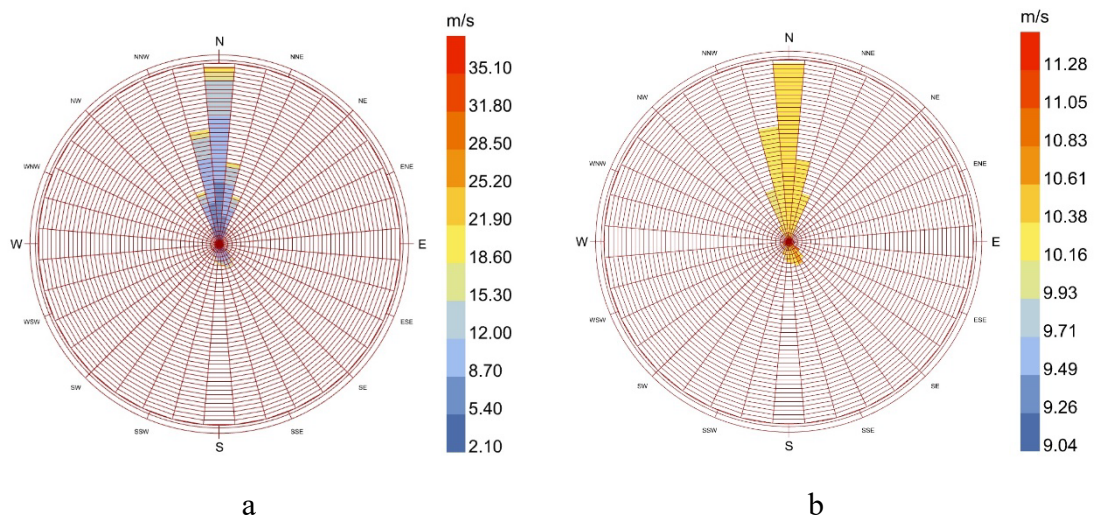 m/s
N
NNW
NNE
NW
NE
WNW
ENE
W
E
WSW
ESE
SW
SE
SSW
SSE
S
35.10
31.80
28.50
25.20
21.90
18.60
15.30
12.00
8.70
5.40
2.10
a
m/s
N
NNW
NNE
NW
NE
WNW
ENE
W
E
WSW
ESE
SW
SE
SSW
SSE
S
11.28
11.05
10.83
10.61
10.38
10.16
9.93
9.71
9.49
9.26
9.04
b